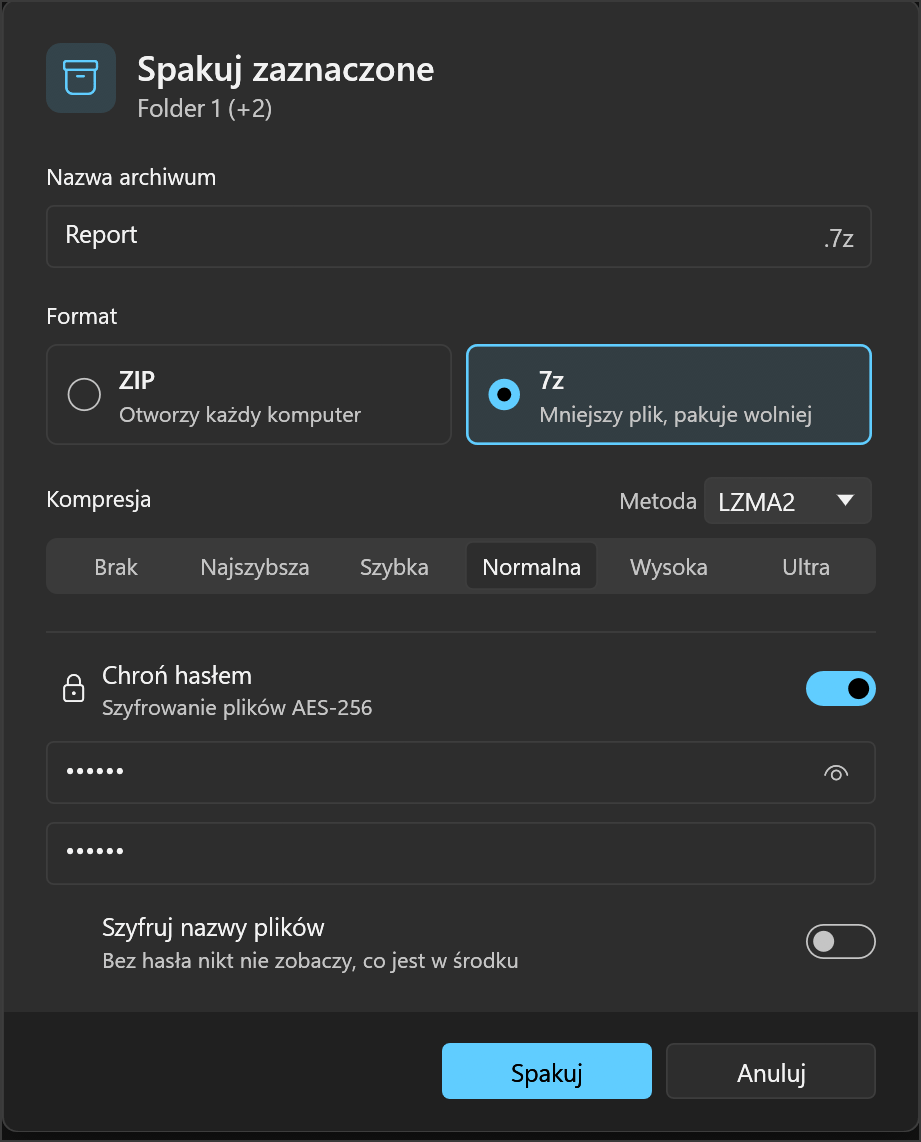 Spakuj zaznaczone
Folder 1 (+2)
Nazwa archiwum
Report .7z
Format
ZIP
Otworzy każdy komputer
7z
Mniejszy plik, pakuje wolniej
Kompresja Metoda LZMA2
Brak Najszybsza Szybka Normalna Wysoka Ultra
Chroń hasłem
Szyfrowanie plików AES-256
••••••
••••••
Szyfruj nazwy plików
Bez hasła nikt nie zobaczy, co jest w środku
Spakuj Anuluj